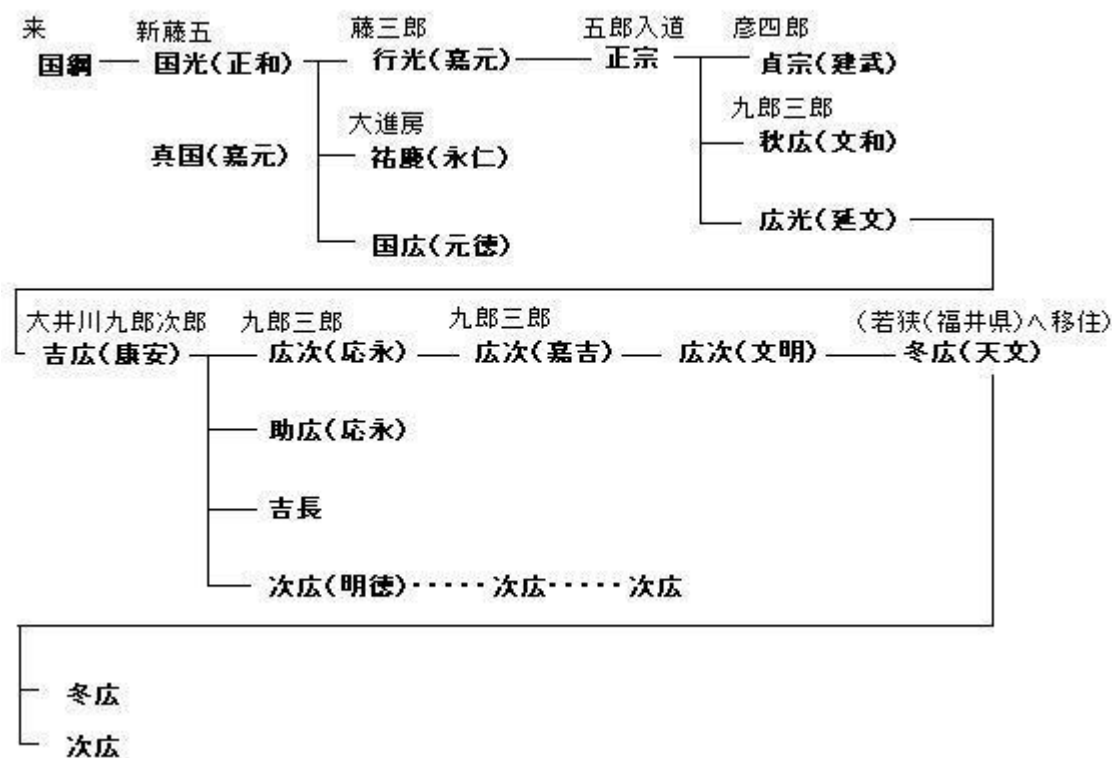 来 新藤五 藤三郎 五郎入道 彦四郎
国綱 国光(正和) 行光(嘉元) 正宗 貞宗(建武)
大進房 九郎三郎
真国(嘉元) 祐慶(永仁) 秋広(文和)
国広(元徳) 広光(延文)
大井川九郎次郎 九郎三郎 九郎三郎 (若狭(福井県)へ移住)
吉広(康安) 広次(応永) 広次(嘉吉) 広次(文明) 冬広(天文)
助広(応永)
吉長
次広(明徳)・・・・・次広・・・・・次広
冬広
次広